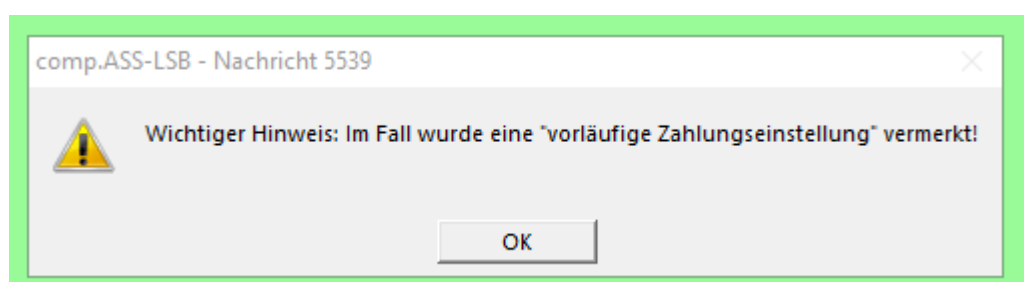 comp.ASS-LSB - Nachricht 5539
Wichtiger Hinweis: Im Fall wurde eine "vorläufige Zahlungseinstellung" vermerkt!
OK